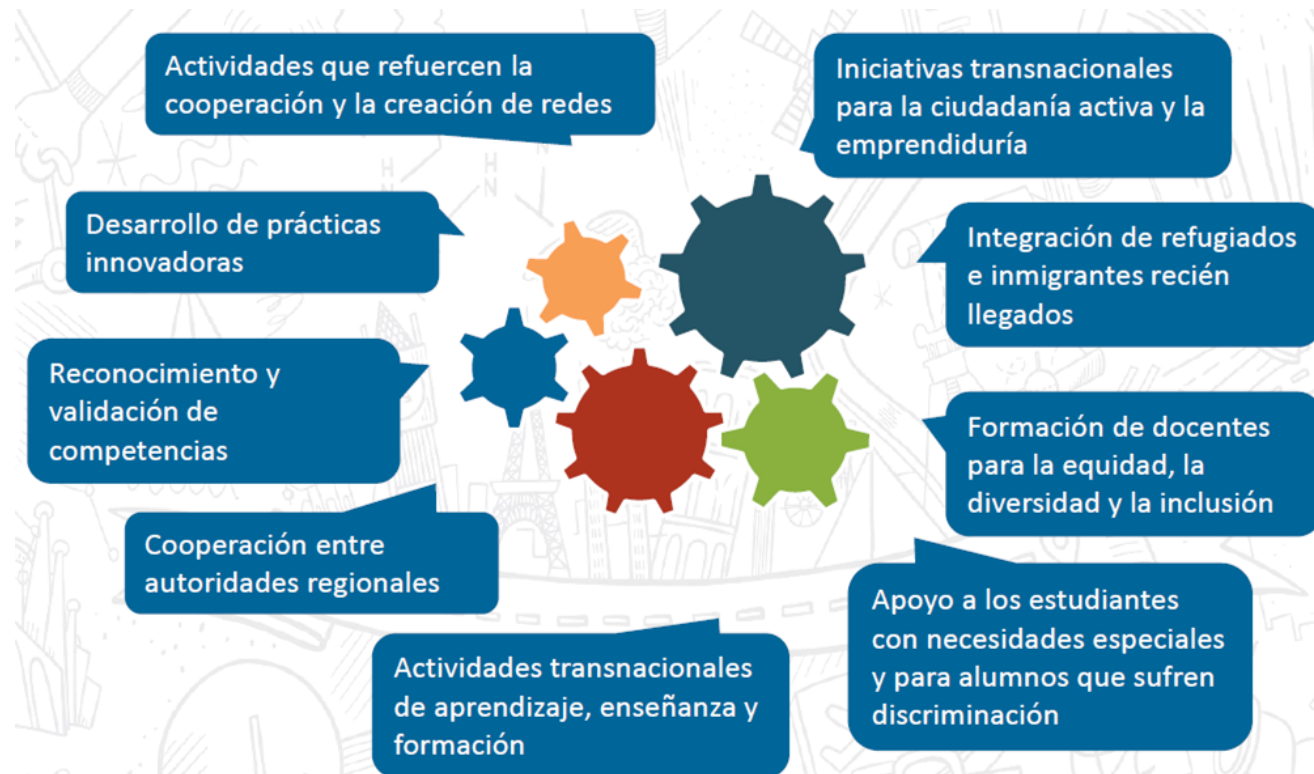 Actividades que refuercen la
cooperación y la creación de redes
Iniciativas transnacionales
para la ciudadanía activa y la
emprendiduría
Desarrollo de prácticas
innovadoras
Integración de refugiados
e inmigrantes recién
llegados
Reconocimiento y
validación de
competencias
Formación de docentes
para la equidad, la
diversidad y la inclusión
Cooperación entre
autoridades regionales
Apoyo a los estudiantes
con necesidades especiales
y para alumnos que sufren
discriminación
Actividades transnacionales
de aprendizaje, enseñanza y
formación